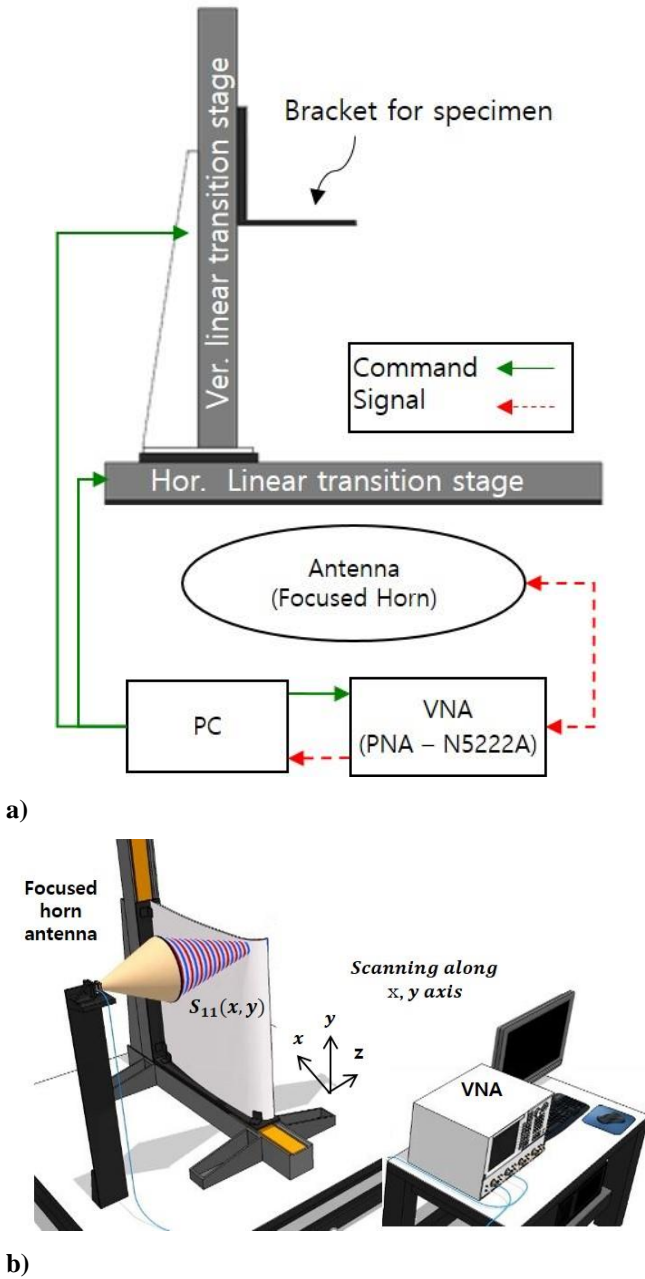 Bracket for specimen
Ver. linear transition stage
Command
Signal
Hor. Linear transition stage
Antenna
(Focused Horn)
PC
VNA
(PNA – N5222A)
a)
Focused
horn
antenna
S₁₁(x, y)
Scanning along
x, y axis
y
x
z
VNA
b)